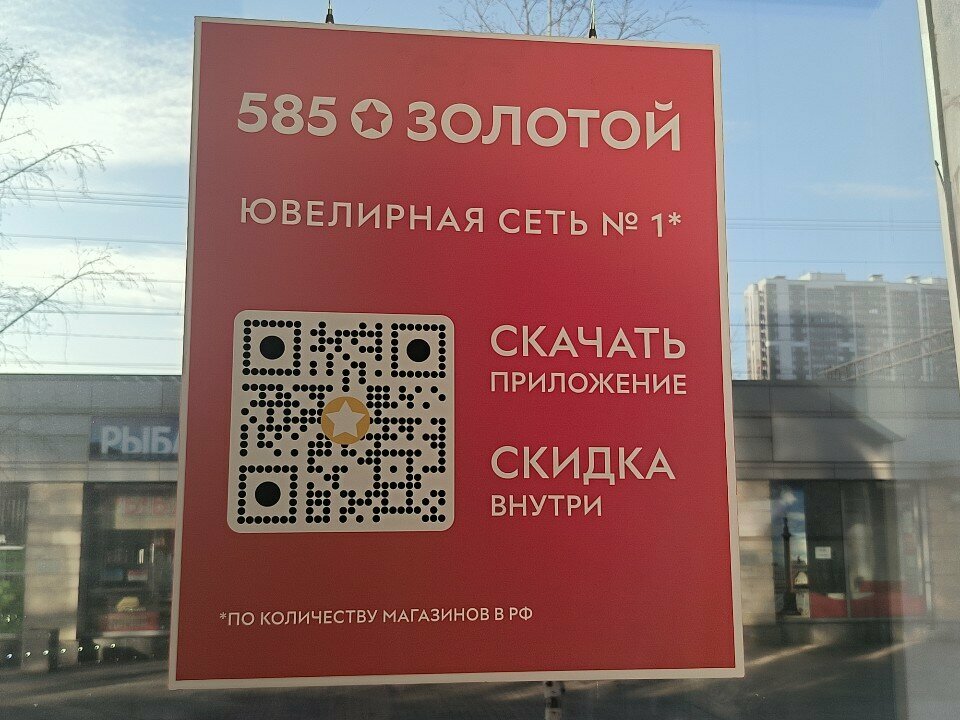 585 ЗОЛОТОЙ
ЮВЕЛИРНАЯ СЕТЬ № 1*
СКАЧАТЬ
ПРИЛОЖЕНИЕ
СКИДКА
ВНУТРИ
*ПО КОЛИЧЕСТВУ МАГАЗИНОВ В РФ